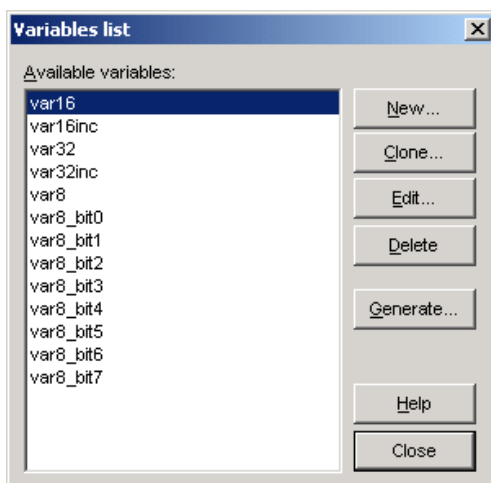 Variables list
Available variables:
var16
var16inc
var32
var32inc
var8
var8_bit0
var8_bit1
var8_bit2
var8_bit3
var8_bit4
var8_bit5
var8_bit6
var8_bit7
New...
Clone...
Edit...
Delete
Generate...
Help
Close